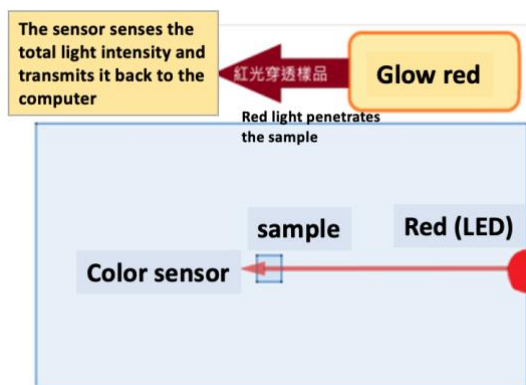 The sensor senses the
total light intensity and
transmits it back to the
computer
紅光穿透樣品
Glow red
Red light penetrates
the sample
sample
Red (LED)
Color sensor